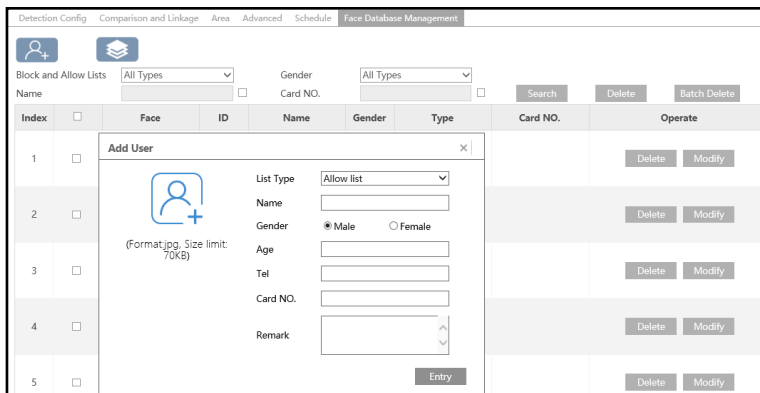 Detection Config Comparison and Linkage Area Advanced Schedule Face Database Management
Block and Allow Lists All Types Gender All Types
Name Card NO. Search Delete Batch Delete
Index Face ID Name Gender Type Card NO. Operate
Add User ×
1 Delete Modify
List Type Allow list
Name
2 Delete Modify
Gender Male Female
(Format:jpg, Size limit:
70KB)
Age
3 Tel Delete Modify
Card NO.
4 Delete Modify
Remark
Entry
5 Delete Modify